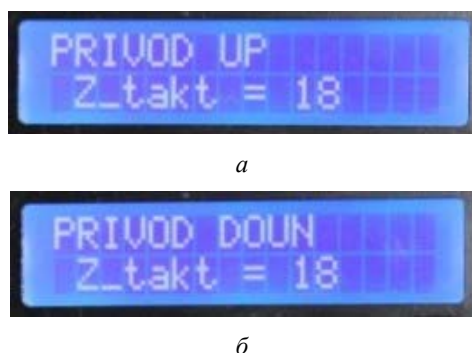 PRIVOD UP
Z_takt = 18
а
PRIVOD DOUN
Z_takt = 18
б